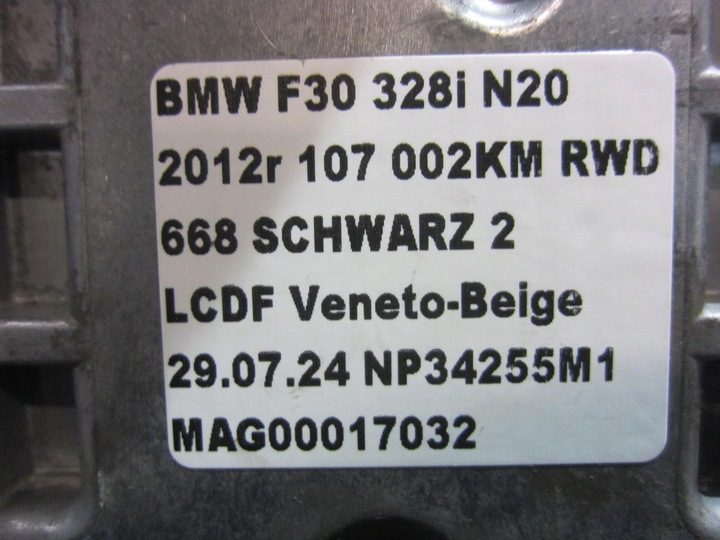 BMW F30 328i N20
2012r 107 002KM RWD
668 SCHWARZ 2
LCDF Veneto-Beige
29.07.24 NP34255M1
MAG00017032